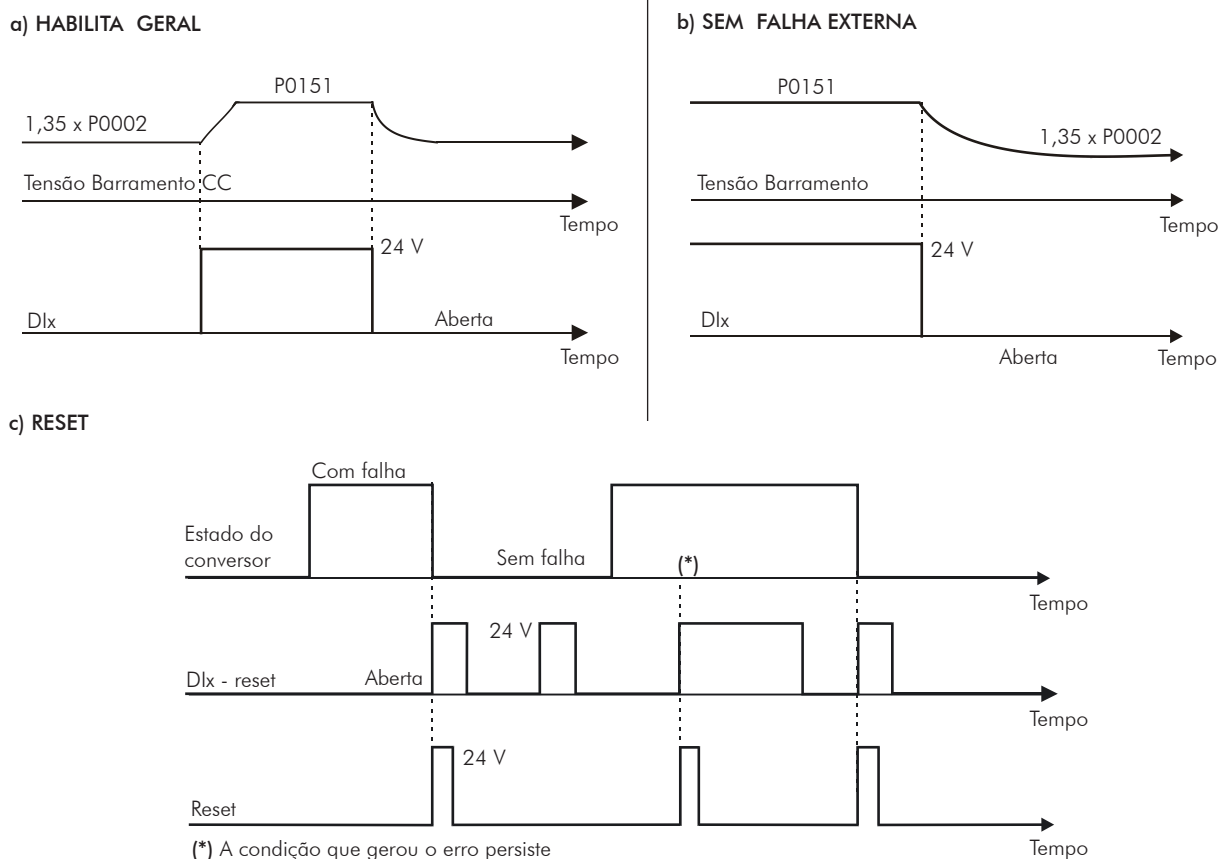 a) HABILITA GERAL
P0151
1,35 x P0002
Tensão Barramento CC
Tempo
24 V
DIx
Aberta
Tempo
b) SEM FALHA EXTERNA
P0151
1,35 x P0002
Tensão Barramento
Tempo
24 V
DIx
Aberta
Tempo
c) RESET
Com falha
Estado do
conversor
Sem falha
(*)
Tempo
24 V
DIx - reset
Aberta
Tempo
24 V
Reset
Tempo
(*) A condição que gerou o erro persiste